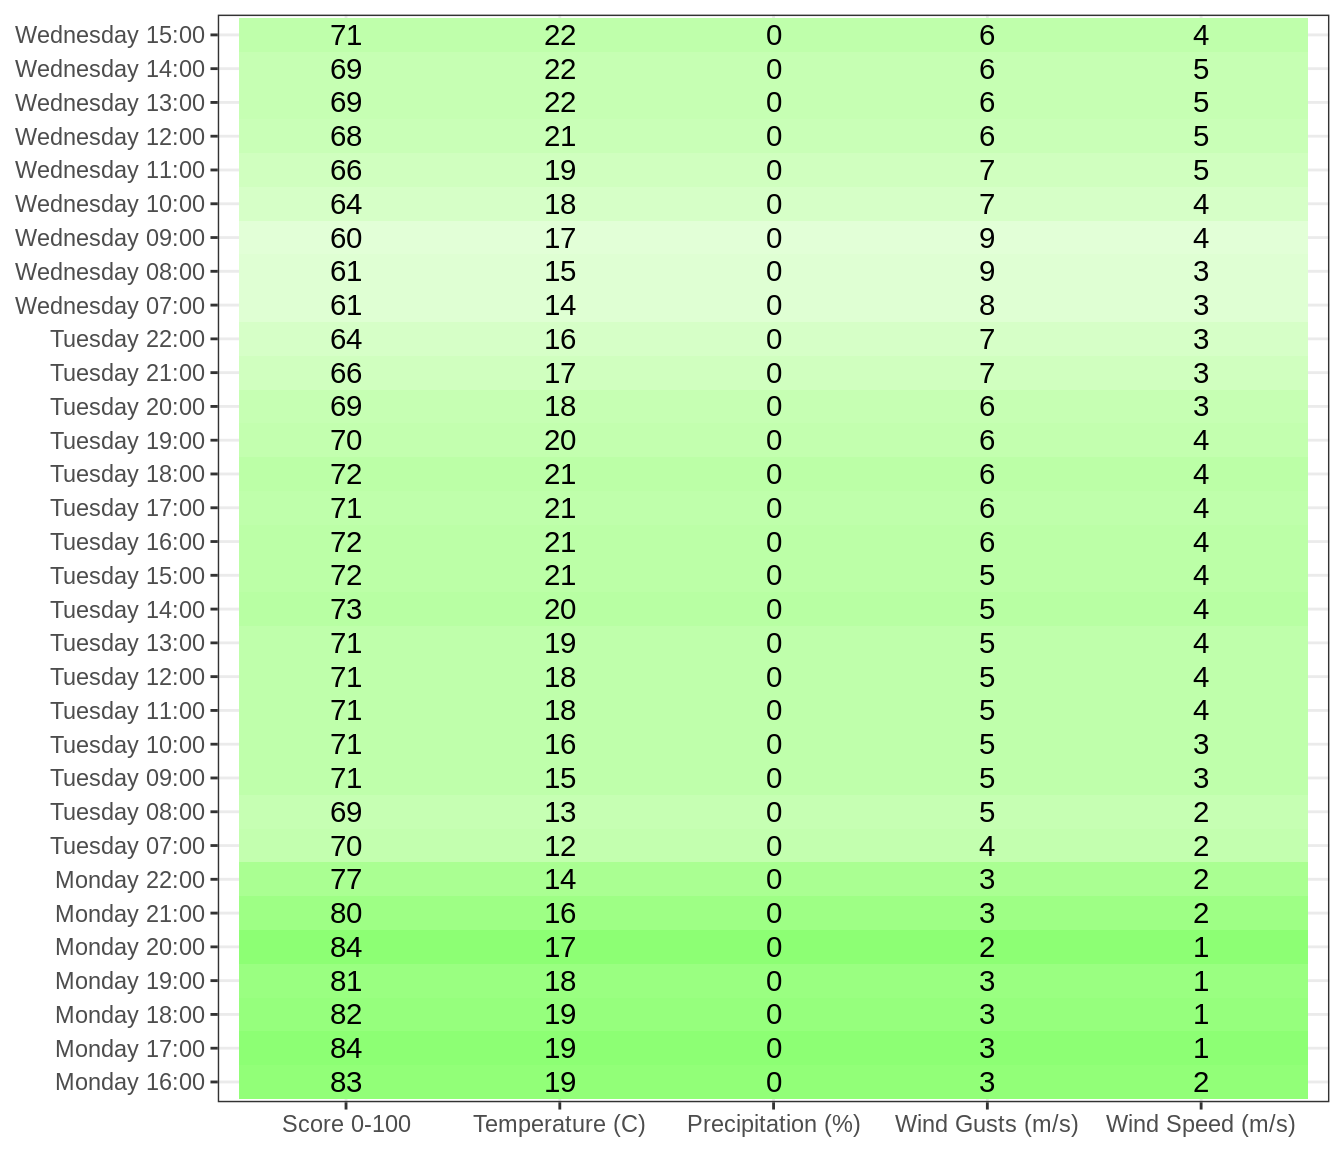 Wednesday 15:00 71 22 0 6 4
Wednesday 14:00 69 22 0 6 5
Wednesday 13:00 69 22 0 6 5
Wednesday 12:00 68 21 0 6 5
Wednesday 11:00 66 19 0 7 5
Wednesday 10:00 64 18 0 7 4
Wednesday 09:00 60 17 0 9 4
Wednesday 08:00 61 15 0 9 3
Wednesday 07:00 61 14 0 8 3
Tuesday 22:00 64 16 0 7 3
Tuesday 21:00 66 17 0 7 3
Tuesday 20:00 69 18 0 6 3
Tuesday 19:00 70 20 0 6 4
Tuesday 18:00 72 21 0 6 4
Tuesday 17:00 71 21 0 6 4
Tuesday 16:00 72 21 0 6 4
Tuesday 15:00 72 21 0 5 4
Tuesday 14:00 73 20 0 5 4
Tuesday 13:00 71 19 0 5 4
Tuesday 12:00 71 18 0 5 4
Tuesday 11:00 71 18 0 5 4
Tuesday 10:00 71 16 0 5 3
Tuesday 09:00 71 15 0 5 3
Tuesday 08:00 69 13 0 5 2
Tuesday 07:00 70 12 0 4 2
Monday 22:00 77 14 0 3 2
Monday 21:00 80 16 0 3 2
Monday 20:00 84 17 0 2 1
Monday 19:00 81 18 0 3 1
Monday 18:00 82 19 0 3 1
Monday 17:00 84 19 0 3 1
Monday 16:00 83 19 0 3 2
Score 0-100 Temperature (C) Precipitation (%) Wind Gusts (m/s) Wind Speed (m/s)